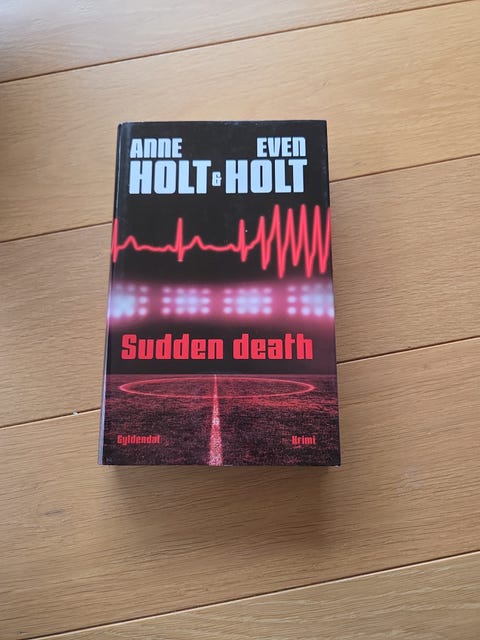 ANNE EVEN
HOLT & HOLT
Sudden death
Gyldendal Krimi